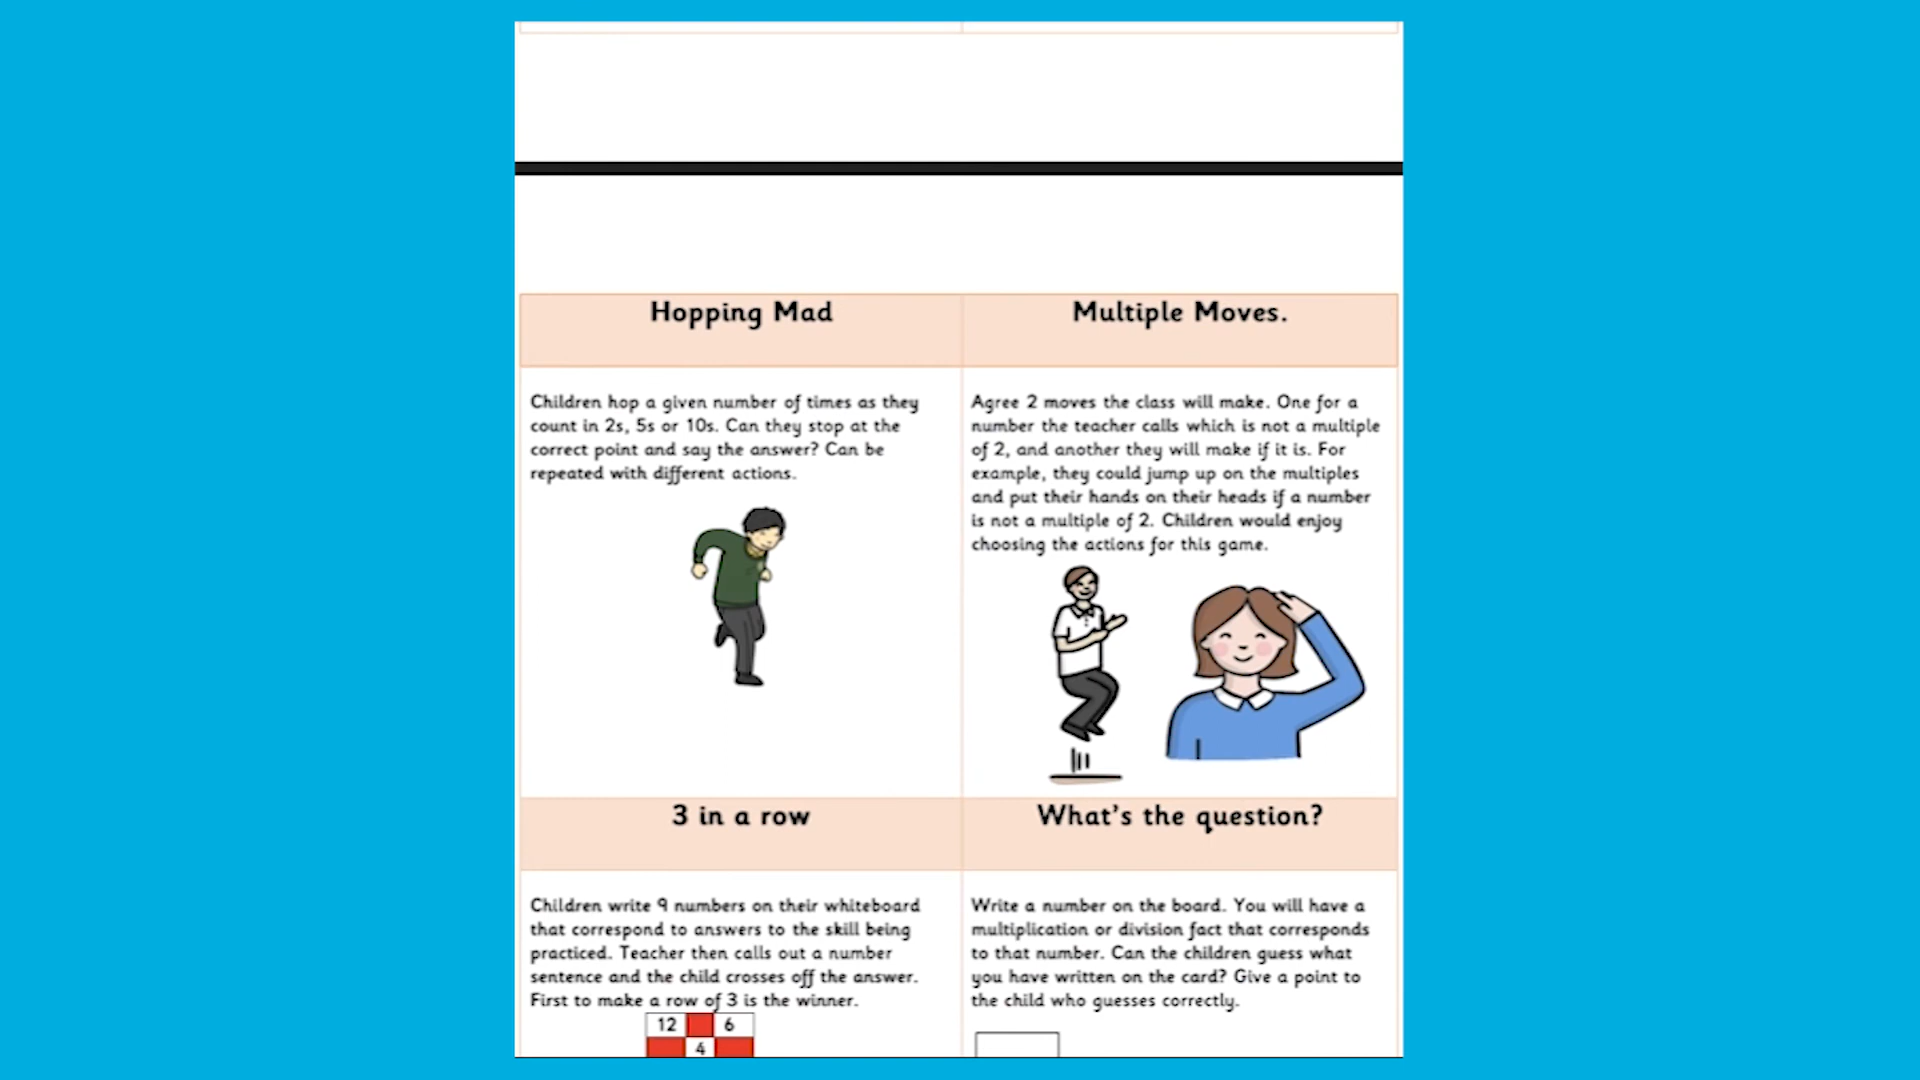 Hopping Mad
Children hop a given number of times as they
count in 2s, 5s or 10s. Can they stop at the
correct point and say the answer? Can be
repeated with different actions.
Multiple Moves.
Agree 2 moves the class will make. One for a
number the teacher calls which is not a multiple
of 2, and another they will make if it is. For
example, they could jump up on the multiples
and put their hands on their heads if a number
is not a multiple of 2. Children would enjoy
choosing the actions for this game.
3 in a row
Children write 9 numbers on their whiteboard
that correspond to answers to the skill being
practiced. Teacher then calls out a number
sentence and the child crosses off the answer.
First to make a row of 3 is the winner.
12 6
4
What's the question?
Write a number on the board. You will have a
multiplication or division fact that corresponds
to that number. Can the children guess what
you have written on the card? Give a point to
the child who guesses correctly.